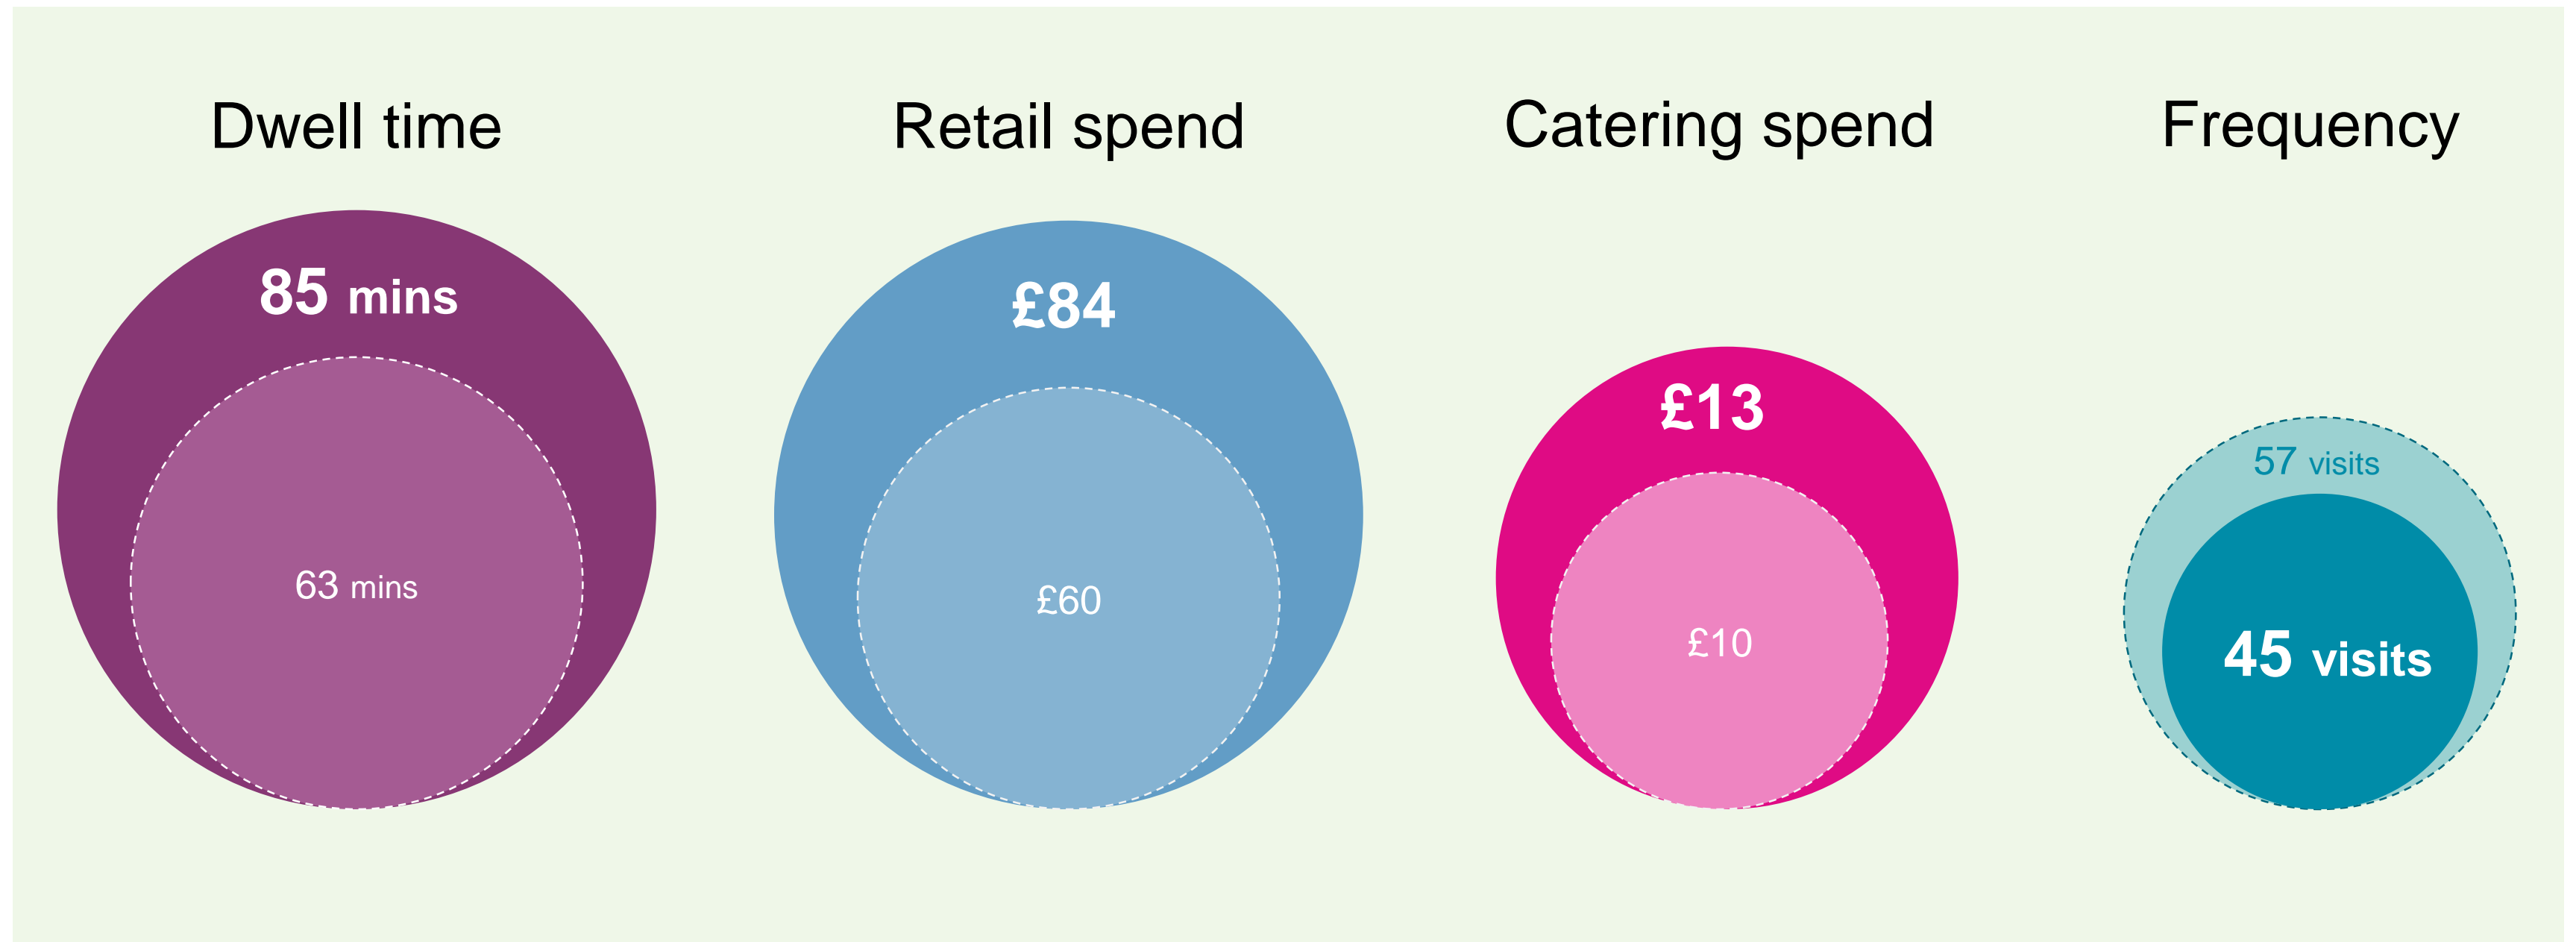 Dwell time
85 mins
63 mins
Retail spend
£84
£60
Catering spend
£13
£10
Frequency
57 visits
45 visits